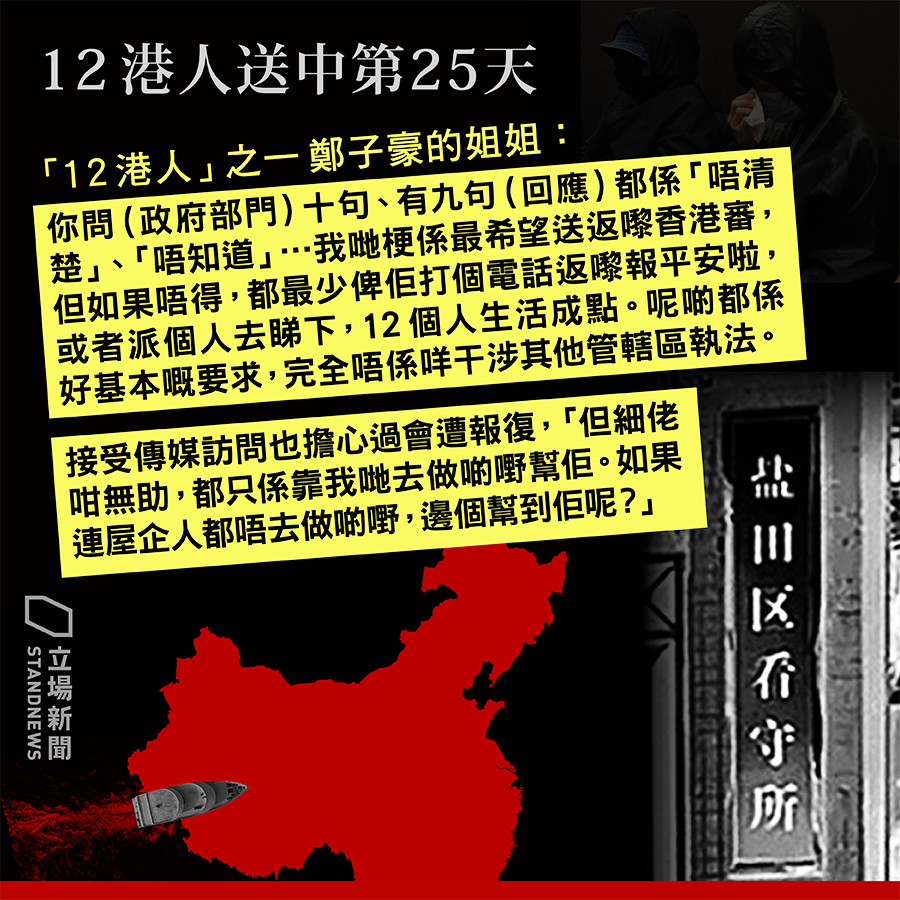 12港人送中第25天
「12港人」之一 鄭子豪的姐姐：
你問（政府部門）十句、有九句（回應）都係「唔清
楚」、「唔知道」…我哋梗係最希望送返嚟香港審，
但如果唔得，都最少俾佢打個電話返嚟報平安啦，
或者派個人去睇下，12個人生活成點。呢啲都係
好基本嘅要求，完全唔係咩干涉其他管轄區執法。
接受傳媒訪問也擔心過會遭報復，「但細佬
咁無助，都只係靠我哋去做啲嘢幫佢。如果
連屋企人都唔去做啲嘢，邊個幫到佢呢？」
盐田区看守所
立場新聞
STANDNEWS